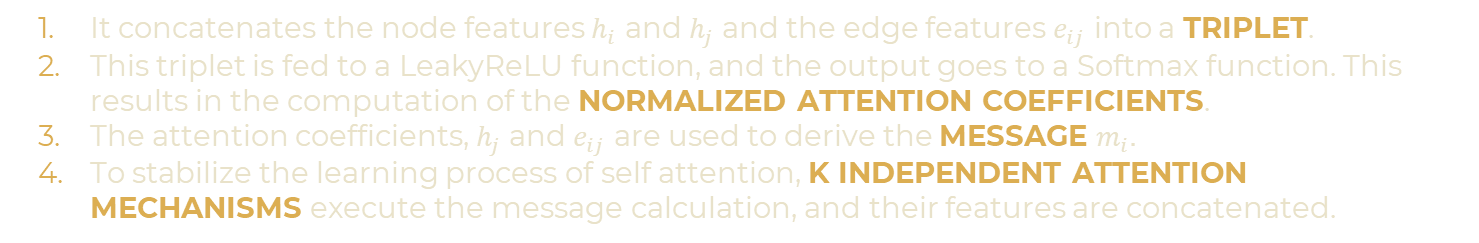 1. It concatenates the node features hᵢ and hⱼ and the edge features eᵢⱼ into a TRIPLET.
2. This triplet is fed to a LeakyReLU function, and the output goes to a Softmax function. This
results in the computation of the NORMALIZED ATTENTION COEFFICIENTS.
3. The attention coefficients, hⱼ and eᵢⱼ are used to derive the MESSAGE mᵢ.
4. To stabilize the learning process of self attention, K INDEPENDENT ATTENTION
MECHANISMS execute the message calculation, and their features are concatenated.